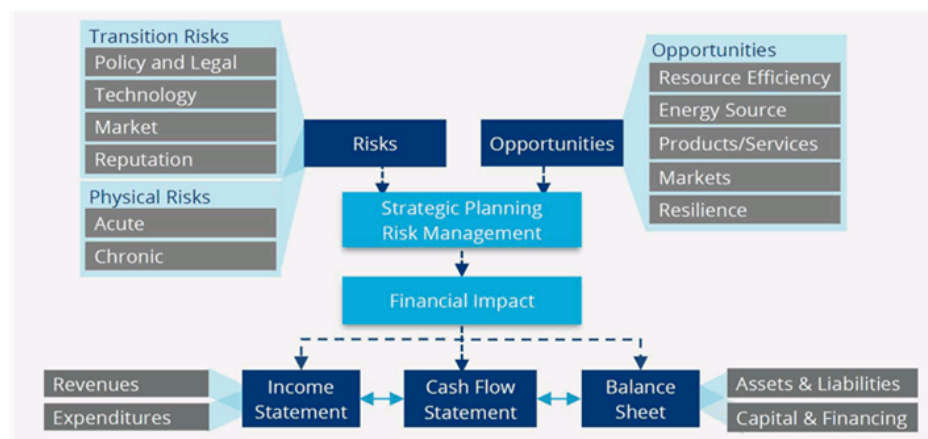 Transition Risks
Policy and Legal
Technology
Market
Reputation
Physical Risks
Acute
Chronic
Risks
Opportunities
Opportunities
Resource Efficiency
Energy Source
Products/Services
Markets
Resilience
Strategic Planning
Risk Management
Financial Impact
Revenues
Expenditures
Income
Statement
Cash Flow
Statement
Balance
Sheet
Assets & Liabilities
Capital & Financing